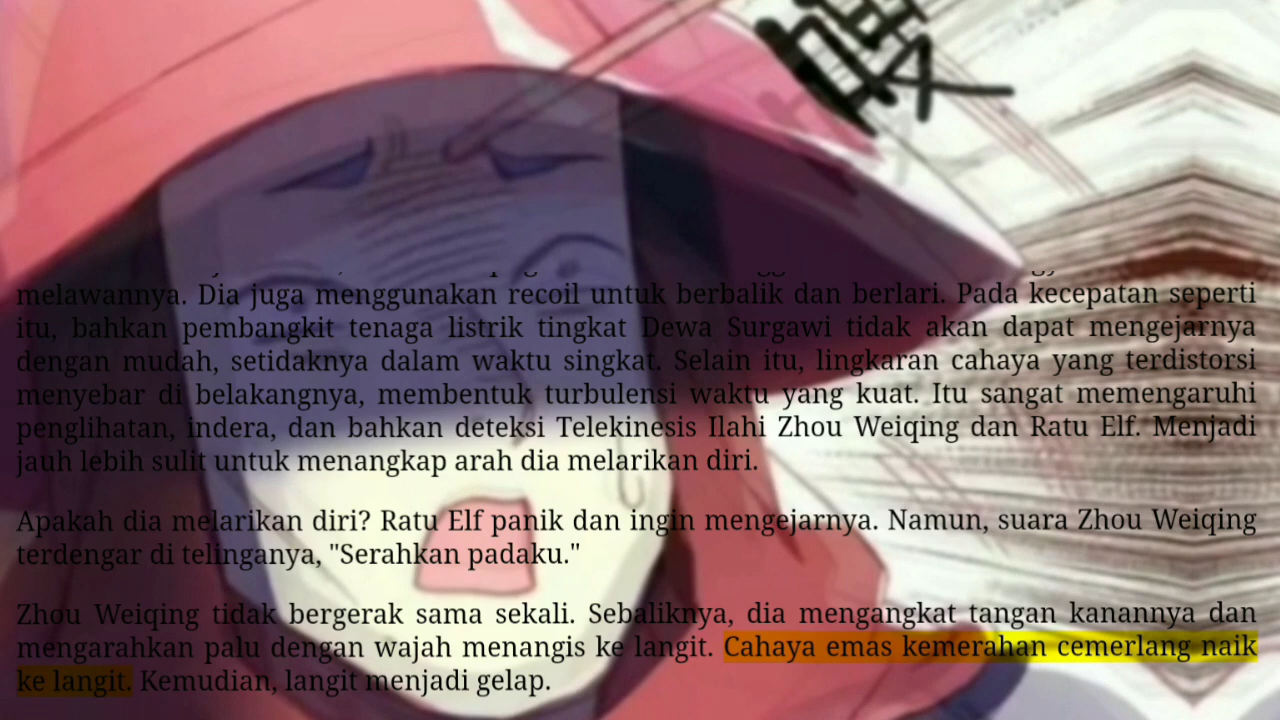 melawannya. Dia juga menggunakan recoil untuk berbalik dan berlari. Pada kecepatan seperti
itu, bahkan pembangkit tenaga listrik tingkat Dewa Surgawi tidak akan dapat mengejarnya
dengan mudah, setidaknya dalam waktu singkat. Selain itu, lingkaran cahaya yang terdistorsi
menyebar di belakangnya, membentuk turbulensi waktu yang kuat. Itu sangat memengaruhi
penglihatan, indera, dan bahkan deteksi Telekinesis Ilahi Zhou Weiqing dan Ratu Elf. Menjadi
jauh lebih sulit untuk menangkap arah dia melarikan diri.
Apakah dia melarikan diri? Ratu Elf panik dan ingin mengejarnya. Namun, suara Zhou Weiqing
terdengar di telinganya, "Serahkan padaku."
Zhou Weiqing tidak bergerak sama sekali. Sebaliknya, dia mengangkat tangan kanannya dan
mengarahkan palu dengan wajah menangis ke langit. Cahaya emas kemerahan cemerlang naik
ke langit. Kemudian, langit menjadi gelap.